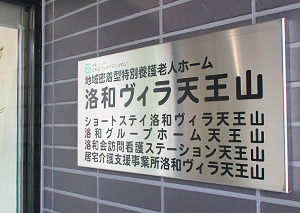 地域密着型特別養護老人ホーム
洛和ヴィラ天王山
ショートステイ洛和ヴィラ天王山
洛和グループホーム天王山
洛和会訪問看護ステーション天王山
居宅介護支援事業所洛和ヴィラ天王山